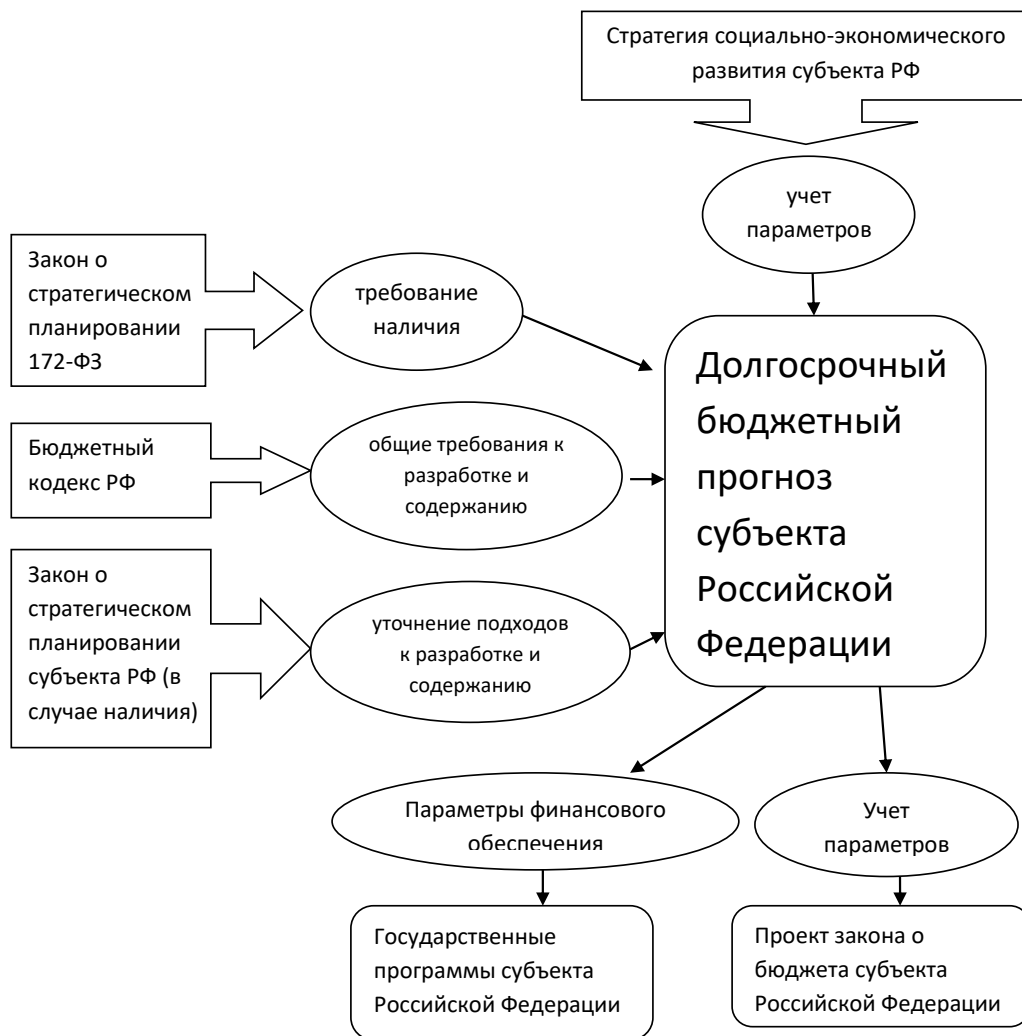 Стратегия социально-экономического
развития субъекта РФ
учет
параметров
Закон о
стратегическом
планировании
172-ФЗ
требование
наличия
Долгосрочный
бюджетный
прогноз
субъекта
Российской
Федерации
Бюджетный
кодекс РФ
общие требования к
разработке и
содержанию
Закон о
стратегическом
планировании
субъекта РФ (в
случае наличия)
уточнение подходов
к разработке и
содержанию
Параметры финансового
обеспечения
Учет
параметров
Государственные
программы субъекта
Российской Федерации
Проект закона о
бюджета субъекта
Российской Федерации